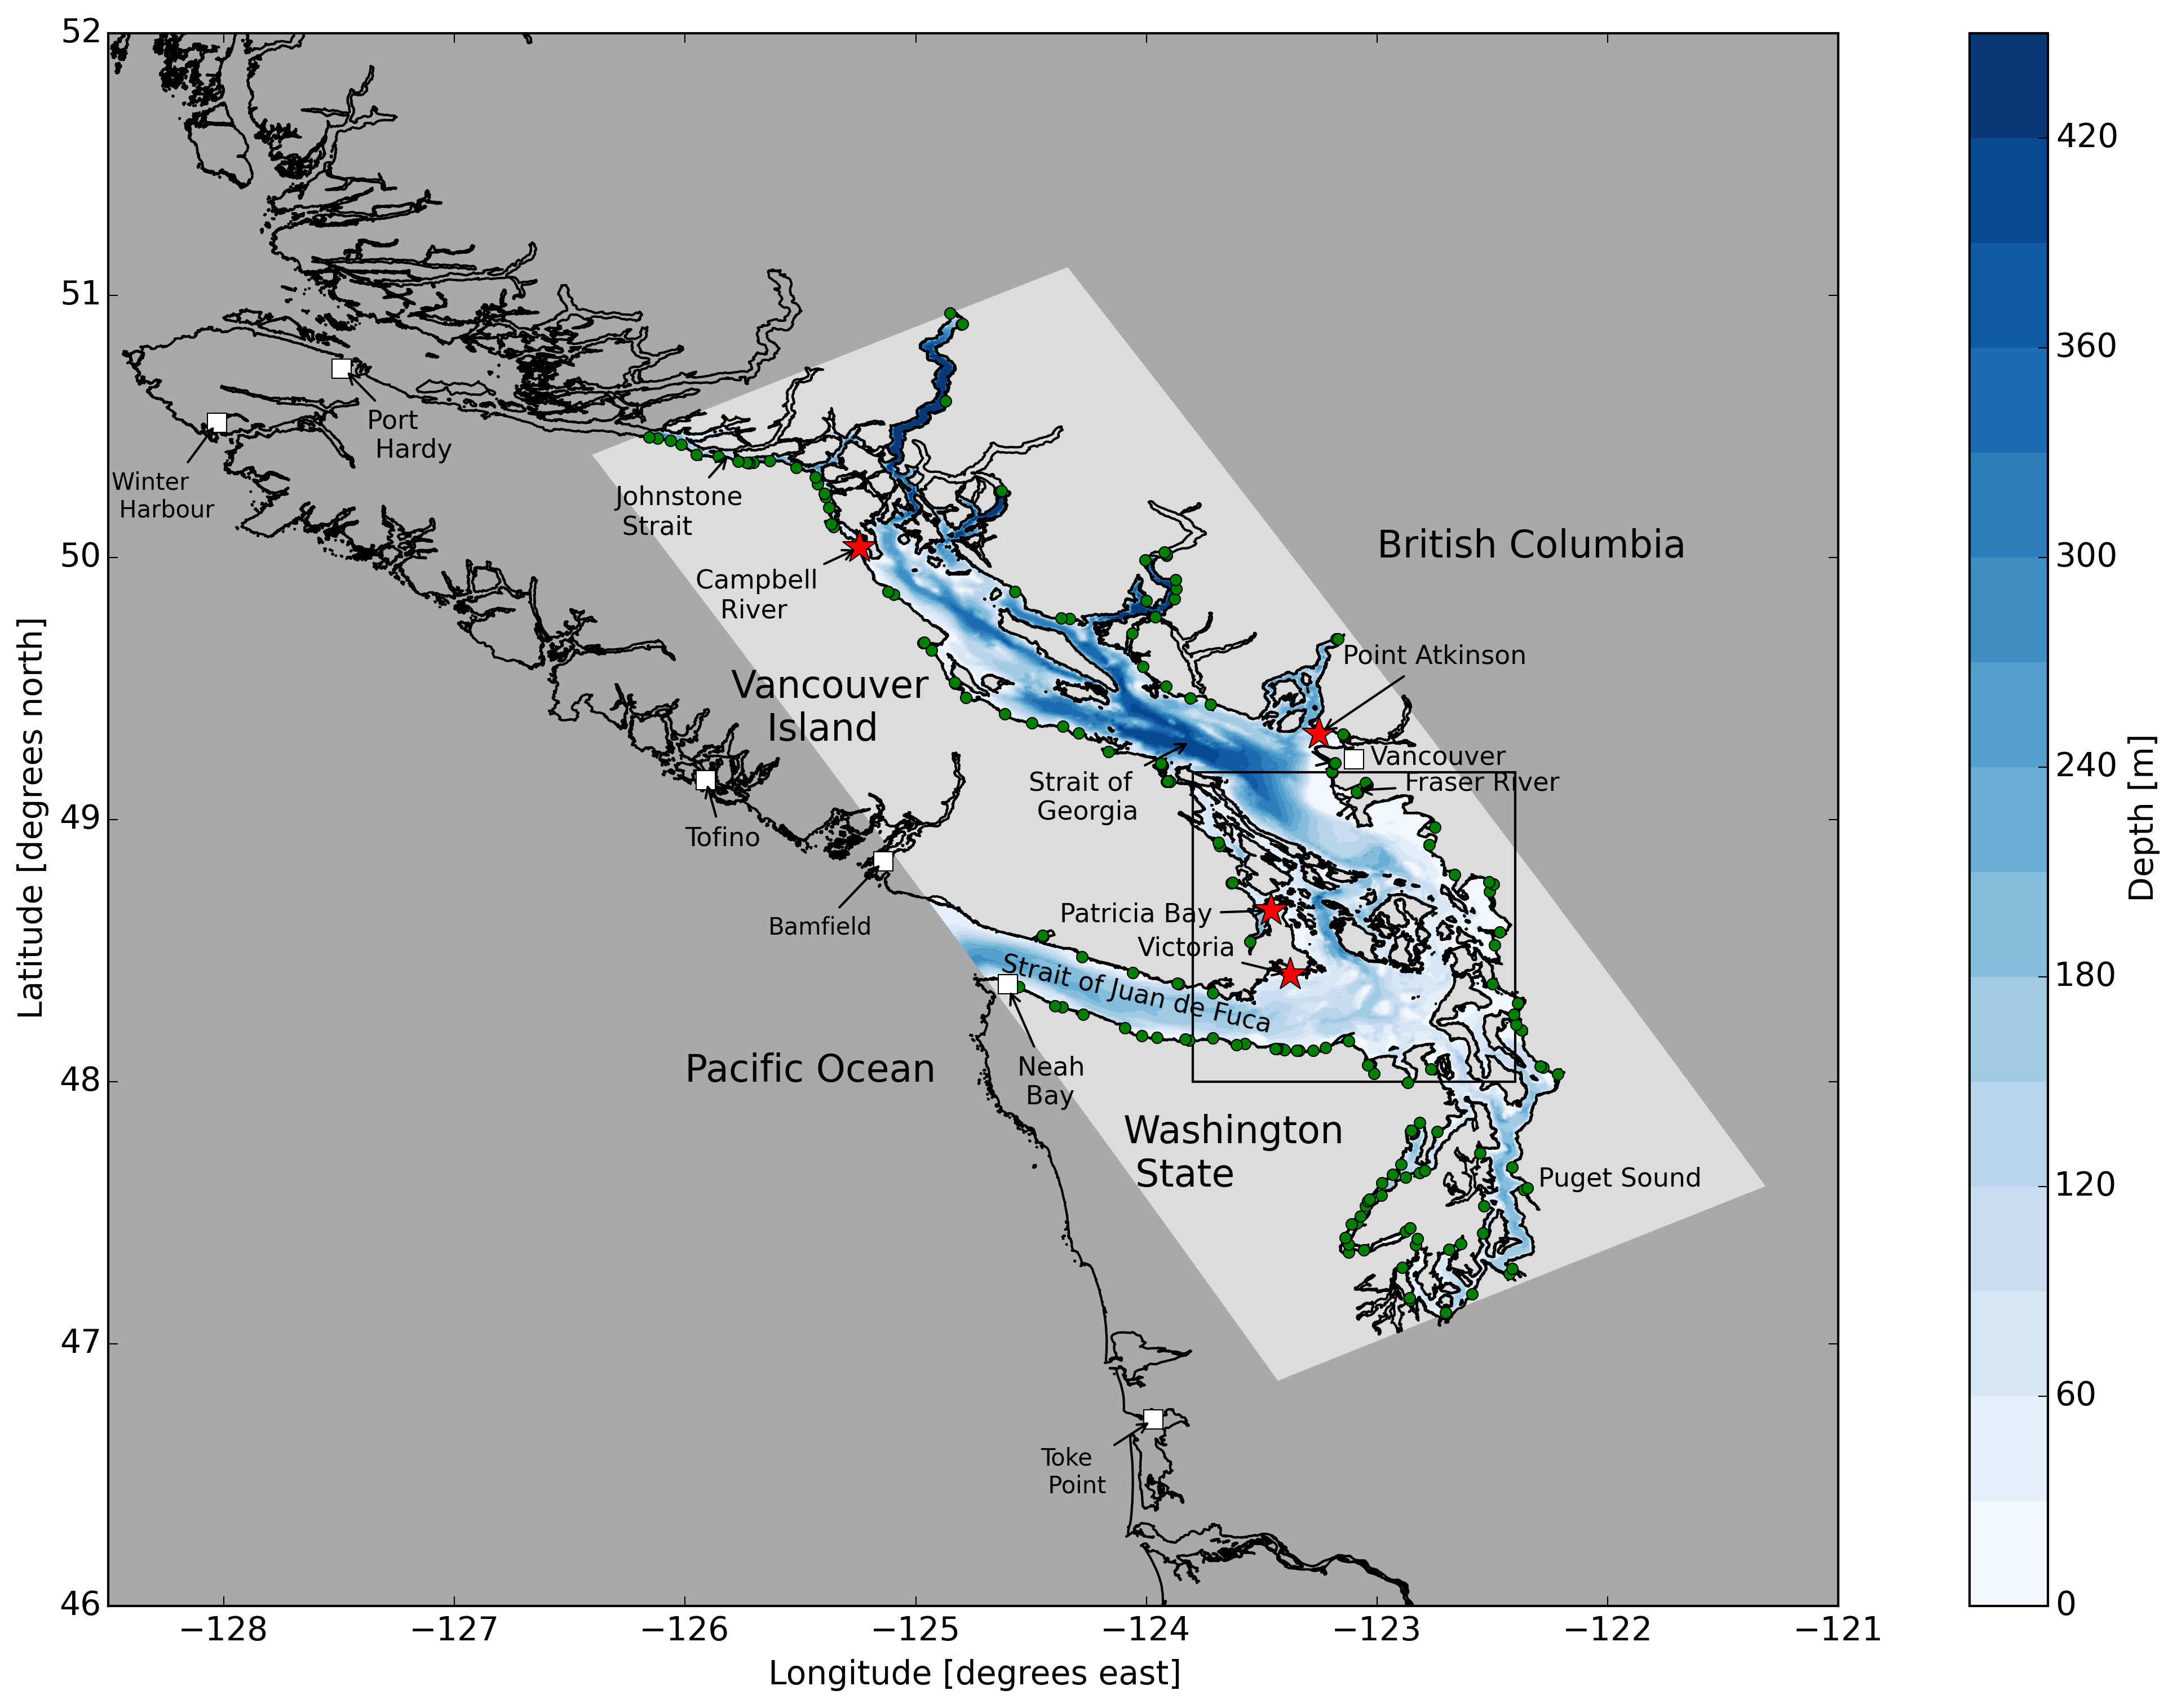 52
51
50
49
48
47
46
Latitude [degrees north]
−128
−127
−126
−125
−124
−123
−122
−121
Longitude [degrees east]
Port
Hardy
Winter
Harbour
Johnstone
Strait
Campbell
River
British Columbia
Point Atkinson
Vancouver
Island
Vancouver
Fraser River
Strait of
Georgia
Tofino
Bamfield
Patricia Bay
Victoria
Strait of Juan de Fuca
Pacific Ocean
Neah
Bay
Washington
State
Puget Sound
Toke
Point
420
360
300
240
180
120
60
0
Depth [m]